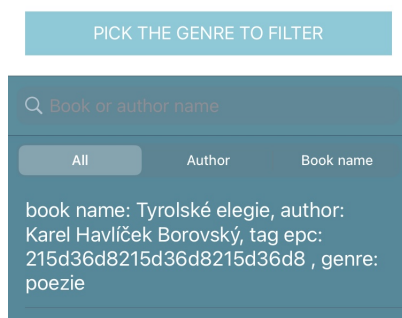 PICK THE GENRE TO FILTER
Book or author name
All Author Book name
book name: Tyrolské elegie, author:
Karel Havlíček Borovský, tag epc:
215d36d8215d36d8215d36d8 , genre:
poezie